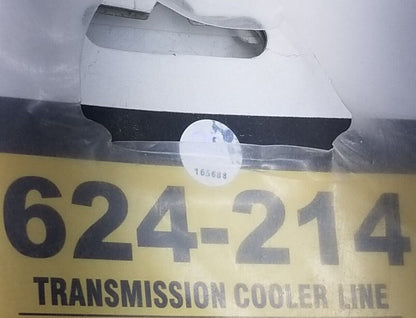 165688
624-214
TRANSMISSION COOLER LINE